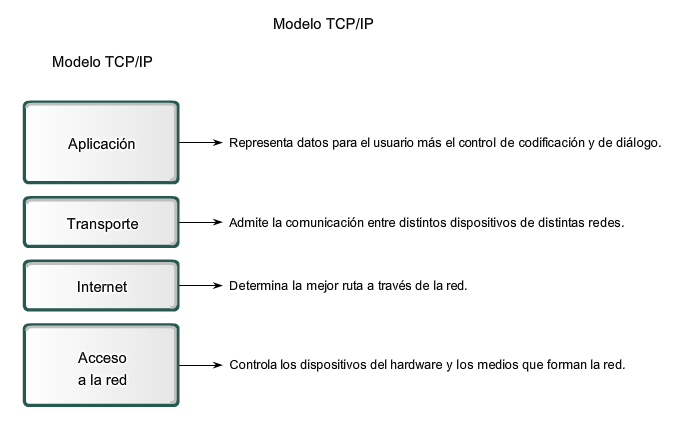 Modelo TCP/IP
Modelo TCP/IP
Aplicación
Representa datos para el usuario más el control de codificación y de diálogo.
Transporte
Admite la comunicación entre distintos dispositivos de distintas redes.
Internet
Determina la mejor ruta a través de la red.
Acceso
a la red
Controla los dispositivos del hardware y los medios que forman la red.